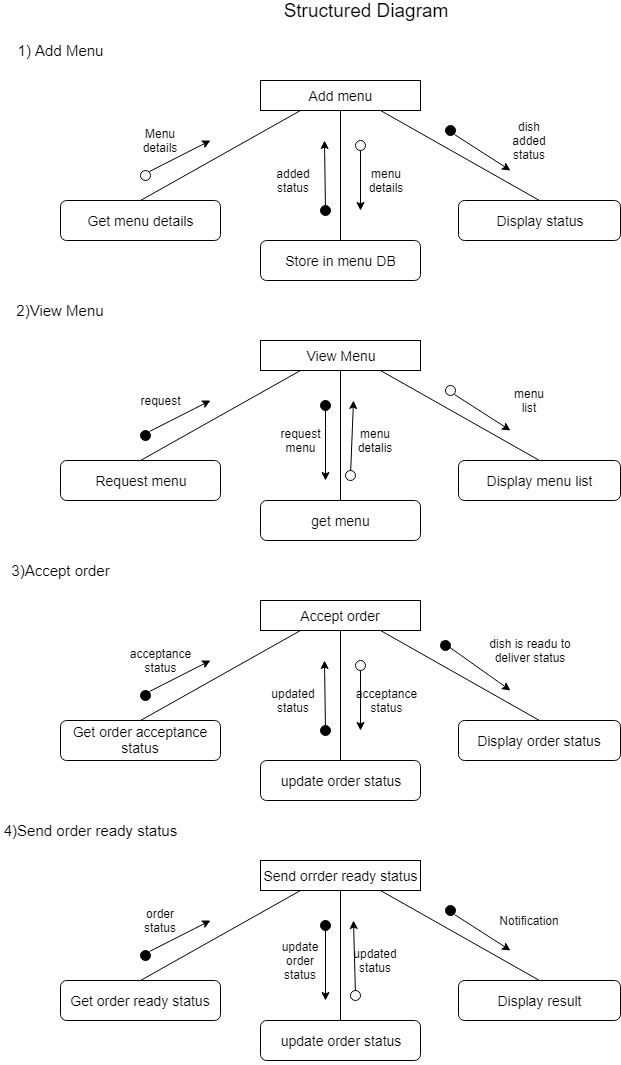 Structured Diagram
1) Add Menu
Add menu
Menu
details
added
status
menu
details
dish
added
status
Get menu details
Store in menu DB
Display status
2)View Menu
View Menu
request
request
menu
menu
detalis
menu
list
Request menu
get menu
Display menu list
3)Accept order
Accept order
acceptance
status
updated
status
acceptance
status
dish is readu to
deliver status
Get order acceptance
status
update order status
Display order status
4)Send order ready status
Send orrder ready status
order
status
update
order
status
updated
status
Notification
Get order ready status
update order status
Display result